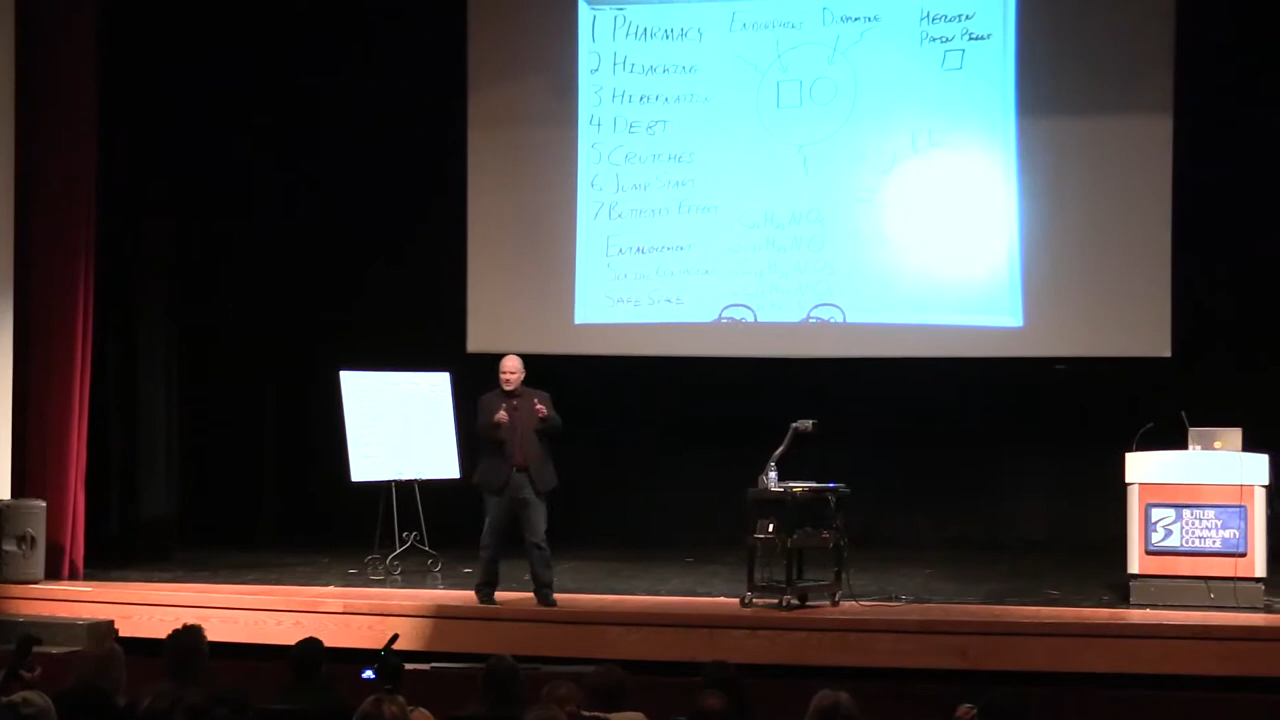 1 PHARMACY
2 HIJACKING
3 HIBERNATION
4 DEBT
5 CRUTCHES
6 JUMP START
7 BUTTERFLY EFFECT
ENTANGLEMENT
SAFE SIDE
ENDORPHINS DOPAMINE
HEROIN
PAIN PILLS
BUTLER
COUNTY
COMMUNITY
COLLEGE